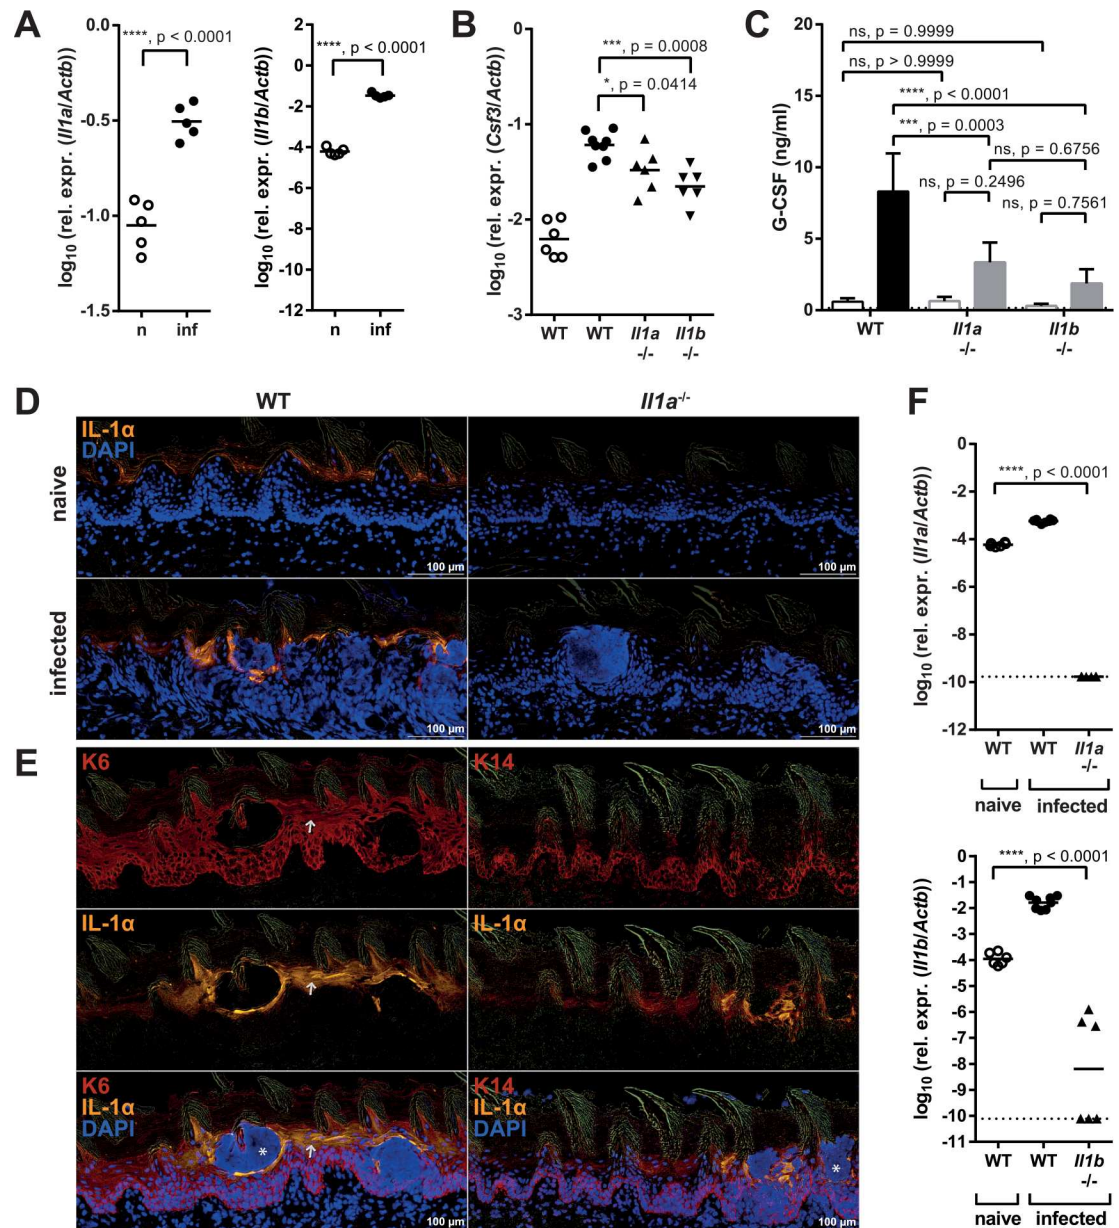 A
log10 (rel. expr. (Il1a/Actb))
0.0
-0.5
-1.0
-1.5
****, p < 0.0001
n inf
log10 (rel. expr. (Il1b/Actb))
2
0
-2
-4
-6
-8
-10
-12
****, p < 0.0001
n inf
B
log10 (rel. expr. (Csf3/Actb))
0
-1
-2
-3
***, p = 0.0008
*, p = 0.0414
WT WT Il1a -/- Il1b -/-
C
G-CSF (ng/ml)
20
15
10
5
0
ns, p = 0.9999
ns, p > 0.9999
****, p < 0.0001
***, p = 0.0003
ns, p = 0.6756
ns, p = 0.2496
ns, p = 0.7561
WT Il1a -/- Il1b -/-
D
WT Il1a-/-
naive
IL-1α
DAPI
100 µm
100 µm
infected
100 µm
100 µm
E
K6
K14
IL-1α
IL-1α
K6
IL-1α
DAPI
*
100 µm
K14
IL-1α
DAPI
*
100 µm
F
log10 (rel. expr. (Il1a/Actb))
0
-2
-4
-6
-8
-10
-12
****, p < 0.0001
WT WT Il1a -/-
naive infected
log10 (rel. expr. (Il1b/Actb))
0
-1
-2
-3
-4
-5
-6
-7
-8
-9
-10
-11
****, p < 0.0001
WT WT Il1b -/-
naive infected